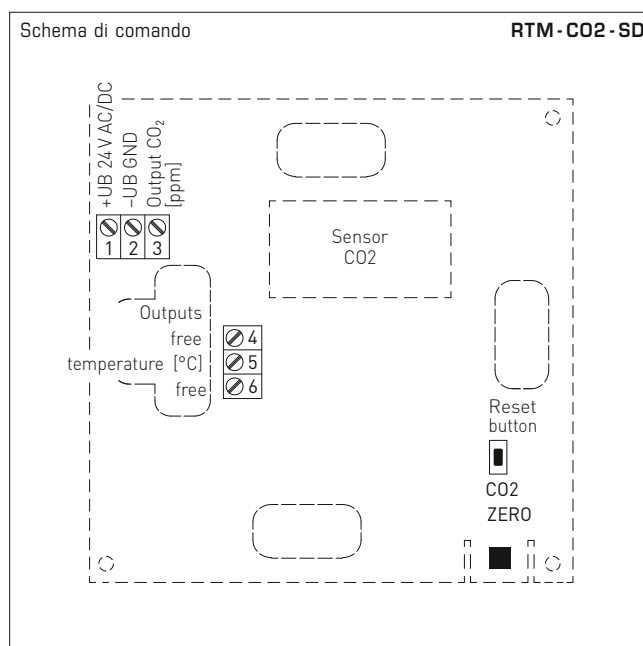 Schema di comando
RTM-CO2-SD
+UB 24V AC/DC
–UB GND
Output CO₂
[ppm]
1 2 3
Sensor
CO2
Outputs
free 4
temperature [°C] 5
free 6
Reset
button
CO2
ZERO